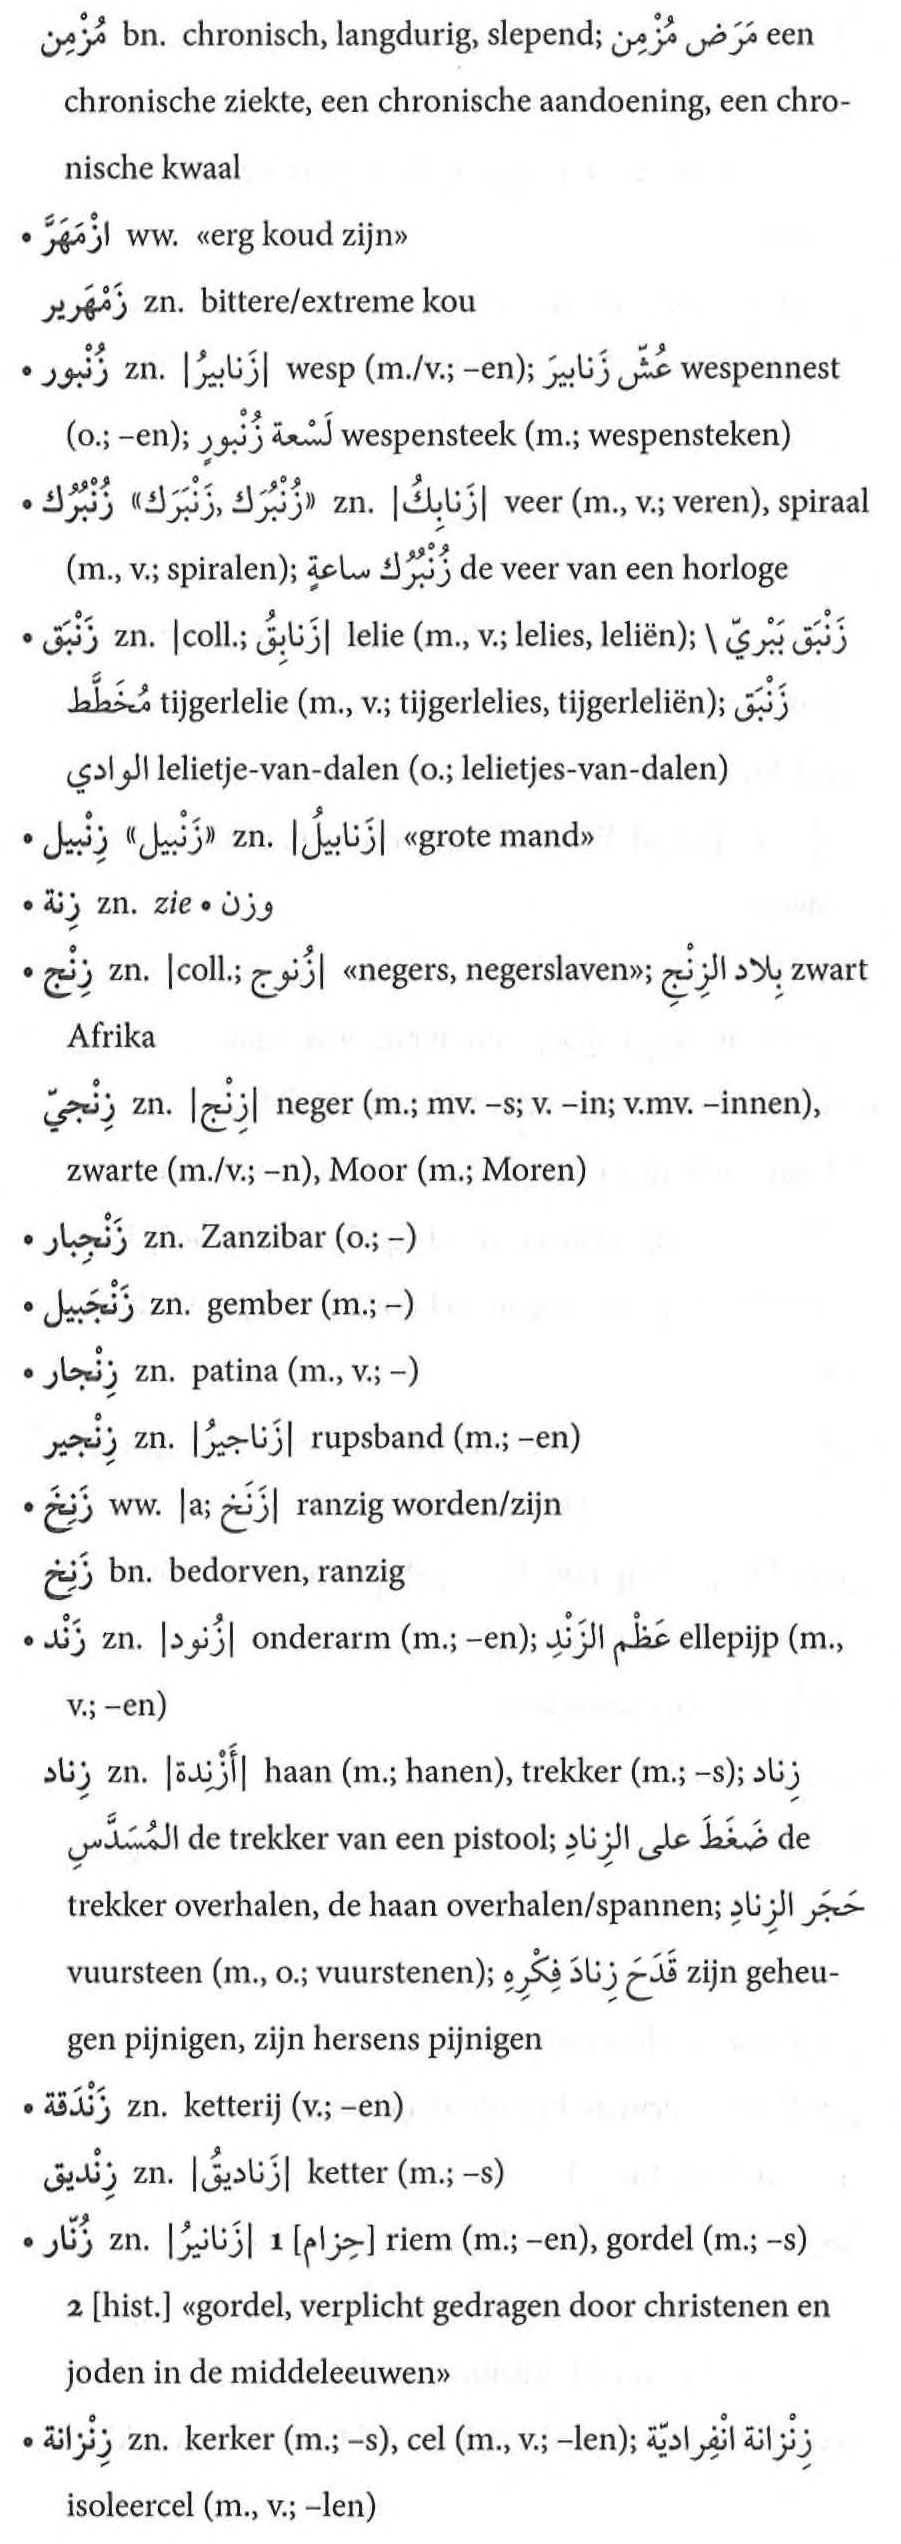 مُزْمِن bn. chronisch, langdurig, slepend; مَرَض مُزْمِن een
chronische ziekte, een chronische aandoening, een chro-
nische kwaal
• ازْمَهَرَّ ww. «erg koud zijn»
زَمْهَرير zn. bittere/extreme kou
• زُنْبور zn. |زَنابيرُ| wesp (m./v.; –en); عُشّ زَنابيرَ wespennest
(o.; –en); لَسْعة زُنْبورٍ wespensteek (m.; wespensteken)
• زُنْبُرُك «زَنْبَرَك, زَنْبُرَك» zn. |زَنابِكُ| veer (m., v.; veren), spiraal
(m., v.; spiralen); زُنْبُرُك ساعةٍ de veer van een horloge
• زَنْبَق zn. |coll.; زَنابِقُ| lelie (m., v.; lelies, leliën); زَنْبَق بَرّيّ \
مُخَطَّط tijgerlelie (m., v.; tijgerlelies, tijgerleliën); زَنْبَق
الوادي lelietje-van-dalen (o.; lelietjes-van-dalen)
• زِنْبيل «زَنْبيل» zn. |زَنابيلُ| «grote mand»
• زِنة zn. zie • وزن
• زِنْج zn. |coll.; زُنوج| «negers, negerslaven»; بِلاد الزِنْجِ zwart
Afrika
زِنْجيّ zn. |زِنْج| neger (m.; mv. –s; v. –in; v.mv. –innen),
zwarte (m./v.; –n), Moor (m.; Moren)
• زَنْجِبار zn. Zanzibar (o.; –)
• زَنْجَبيل zn. gember (m.; –)
• زِنْجار zn. patina (m., v.; –)
زِنْجير zn. |زَناجيرُ| rupsband (m.; –en)
• زَنِخَ ww. |a; زَنَخ| ranzig worden/zijn
زَنِخ bn. bedorven, ranzig
• زَنْد zn. |زُنود| onderarm (m.; –en); عَظْم الزَنْدِ ellepijp (m.,
v.; –en)
زِناد zn. |أَزْنِدة| haan (m.; hanen), trekker (m.; –s); زِناد
المُسَدَّسِ de trekker van een pistool; ضَغَطَ على الزِنادِ de
trekker overhalen, de haan overhalen/spannen; حَجَر الزِنادِ
vuursteen (m., o.; vuurstenen); قَدَحَ زِنادَ فِكْرِهِ zijn geheu-
gen pijnigen, zijn hersens pijnigen
• زَنْدَقة zn. ketterij (v.; –en)
زِنْديق zn. |زَناديقُ| ketter (m.; –s)
• زُنّار zn. |زَنانيرُ| 1 [حِزام] riem (m.; –en), gordel (m.; –s)
2 [hist.] «gordel, verplicht gedragen door christenen en
joden in de middeleeuwen»
• زِنْزانة zn. kerker (m.; –s), cel (m., v.; –len); زِنْزانة انْفِراديّة
isoleercel (m., v.; –len)